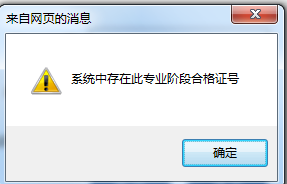 来自网页的消息
系统中存在此专业阶段合格证号
确定